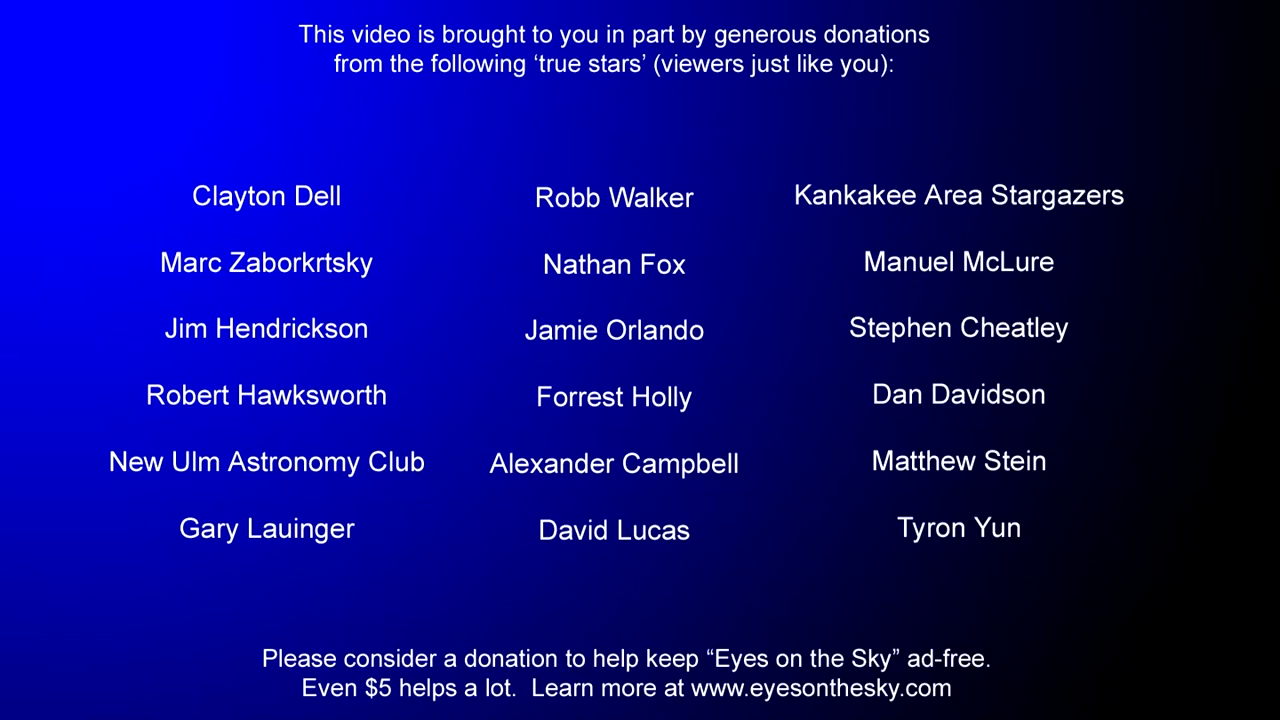 This video is brought to you in part by generous donations
from the following ‘true stars’ (viewers just like you):
Clayton Dell
Marc Zaborkrtsky
Jim Hendrickson
Robert Hawksworth
New Ulm Astronomy Club
Gary Lauinger
Robb Walker
Nathan Fox
Jamie Orlando
Forrest Holly
Alexander Campbell
David Lucas
Kankakee Area Stargazers
Manuel McLure
Stephen Cheatley
Dan Davidson
Matthew Stein
Tyron Yun
Please consider a donation to help keep “Eyes on the Sky” ad-free.
Even $5 helps a lot.  Learn more at www.eyesonthesky.com